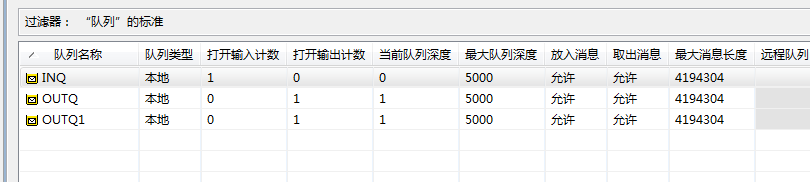 过滤器： “队列”的标准
队列名称 队列类型 打开输入计数 打开输出计数 当前队列深度 最大队列深度 放入消息 取出消息 最大消息长度 远程队列
INQ 本地 1 0 0 5000 允许 允许 4194304
OUTQ 本地 0 1 1 5000 允许 允许 4194304
OUTQ1 本地 0 1 1 5000 允许 允许 4194304